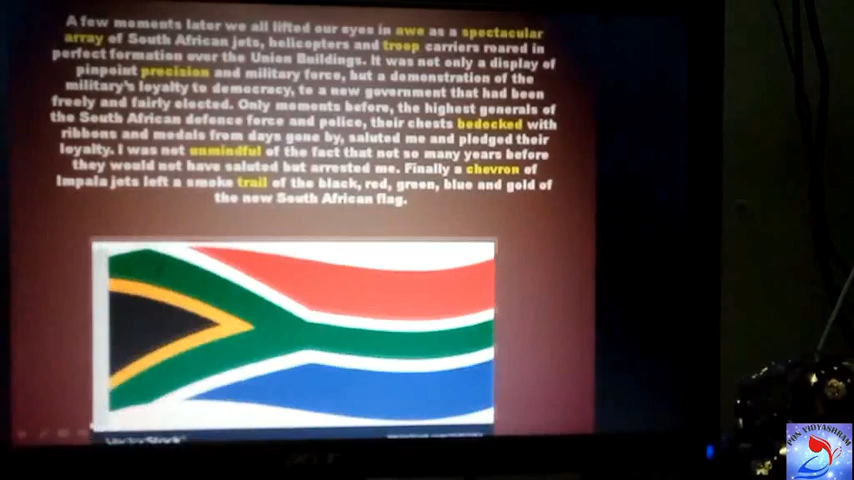 A few moments later we all lifted our eyes in awe as a spectacular
array of South African jets, helicopters and troop carriers roared in
perfect formation over the Union Buildings. It was not only a display of
pinpoint precision and military force, but a demonstration of the
military's loyalty to democracy, to a new government that had been
freely and fairly elected. Only moments before, the highest generals of
the South African defence force and police, their chests bedecked with
ribbons and medals from days gone by, saluted me and pledged their
loyalty. I was not unmindful of the fact that not so many years before
they would not have saluted but arrested me. Finally a chevron of
Impala jets left a smoke trail of the black, red, green, blue and gold of
the new South African flag.
VectorStock
PON VIDYASHRAM